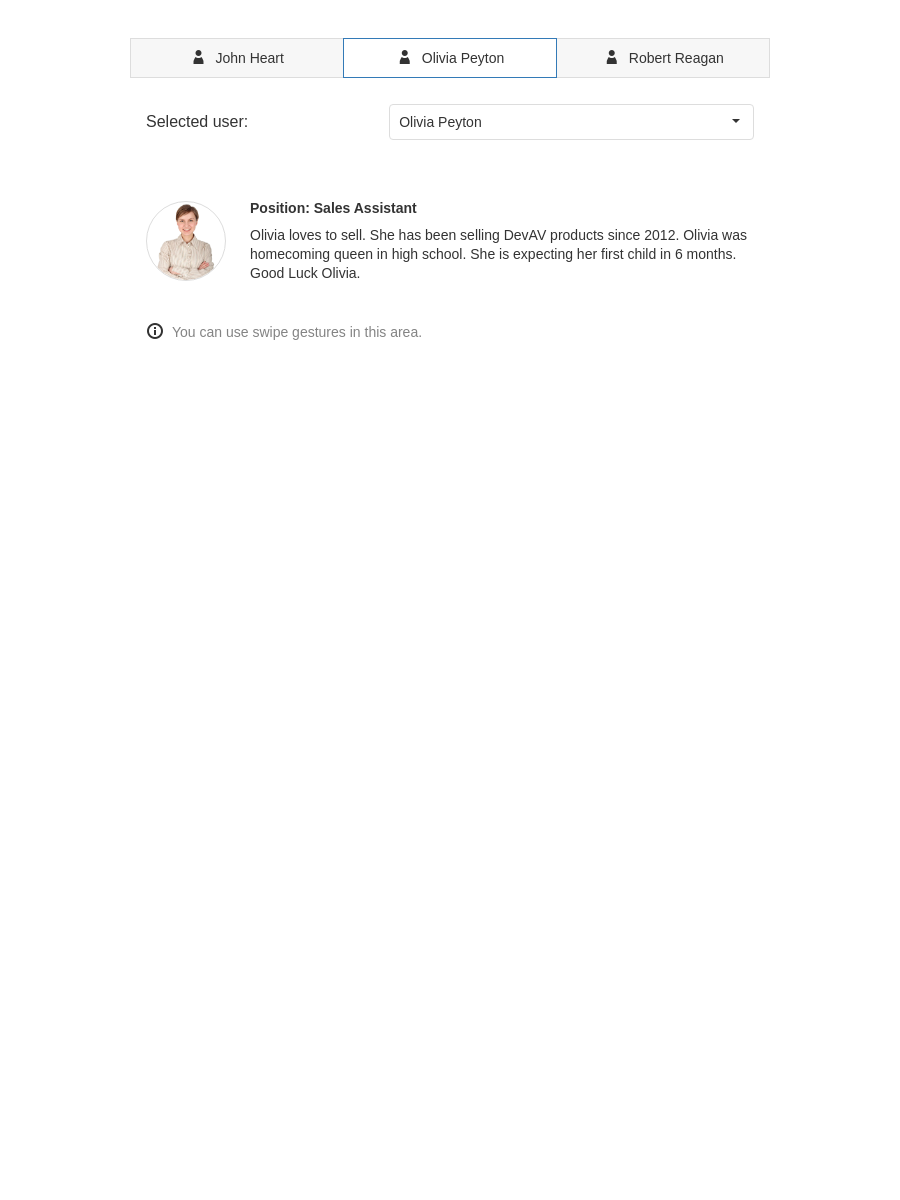 John Heart
Olivia Peyton
Robert Reagan
Selected user:
Olivia Peyton
Position: Sales Assistant
Olivia loves to sell. She has been selling DevAV products since 2012. Olivia was
homecoming queen in high school. She is expecting her first child in 6 months.
Good Luck Olivia.
You can use swipe gestures in this area.